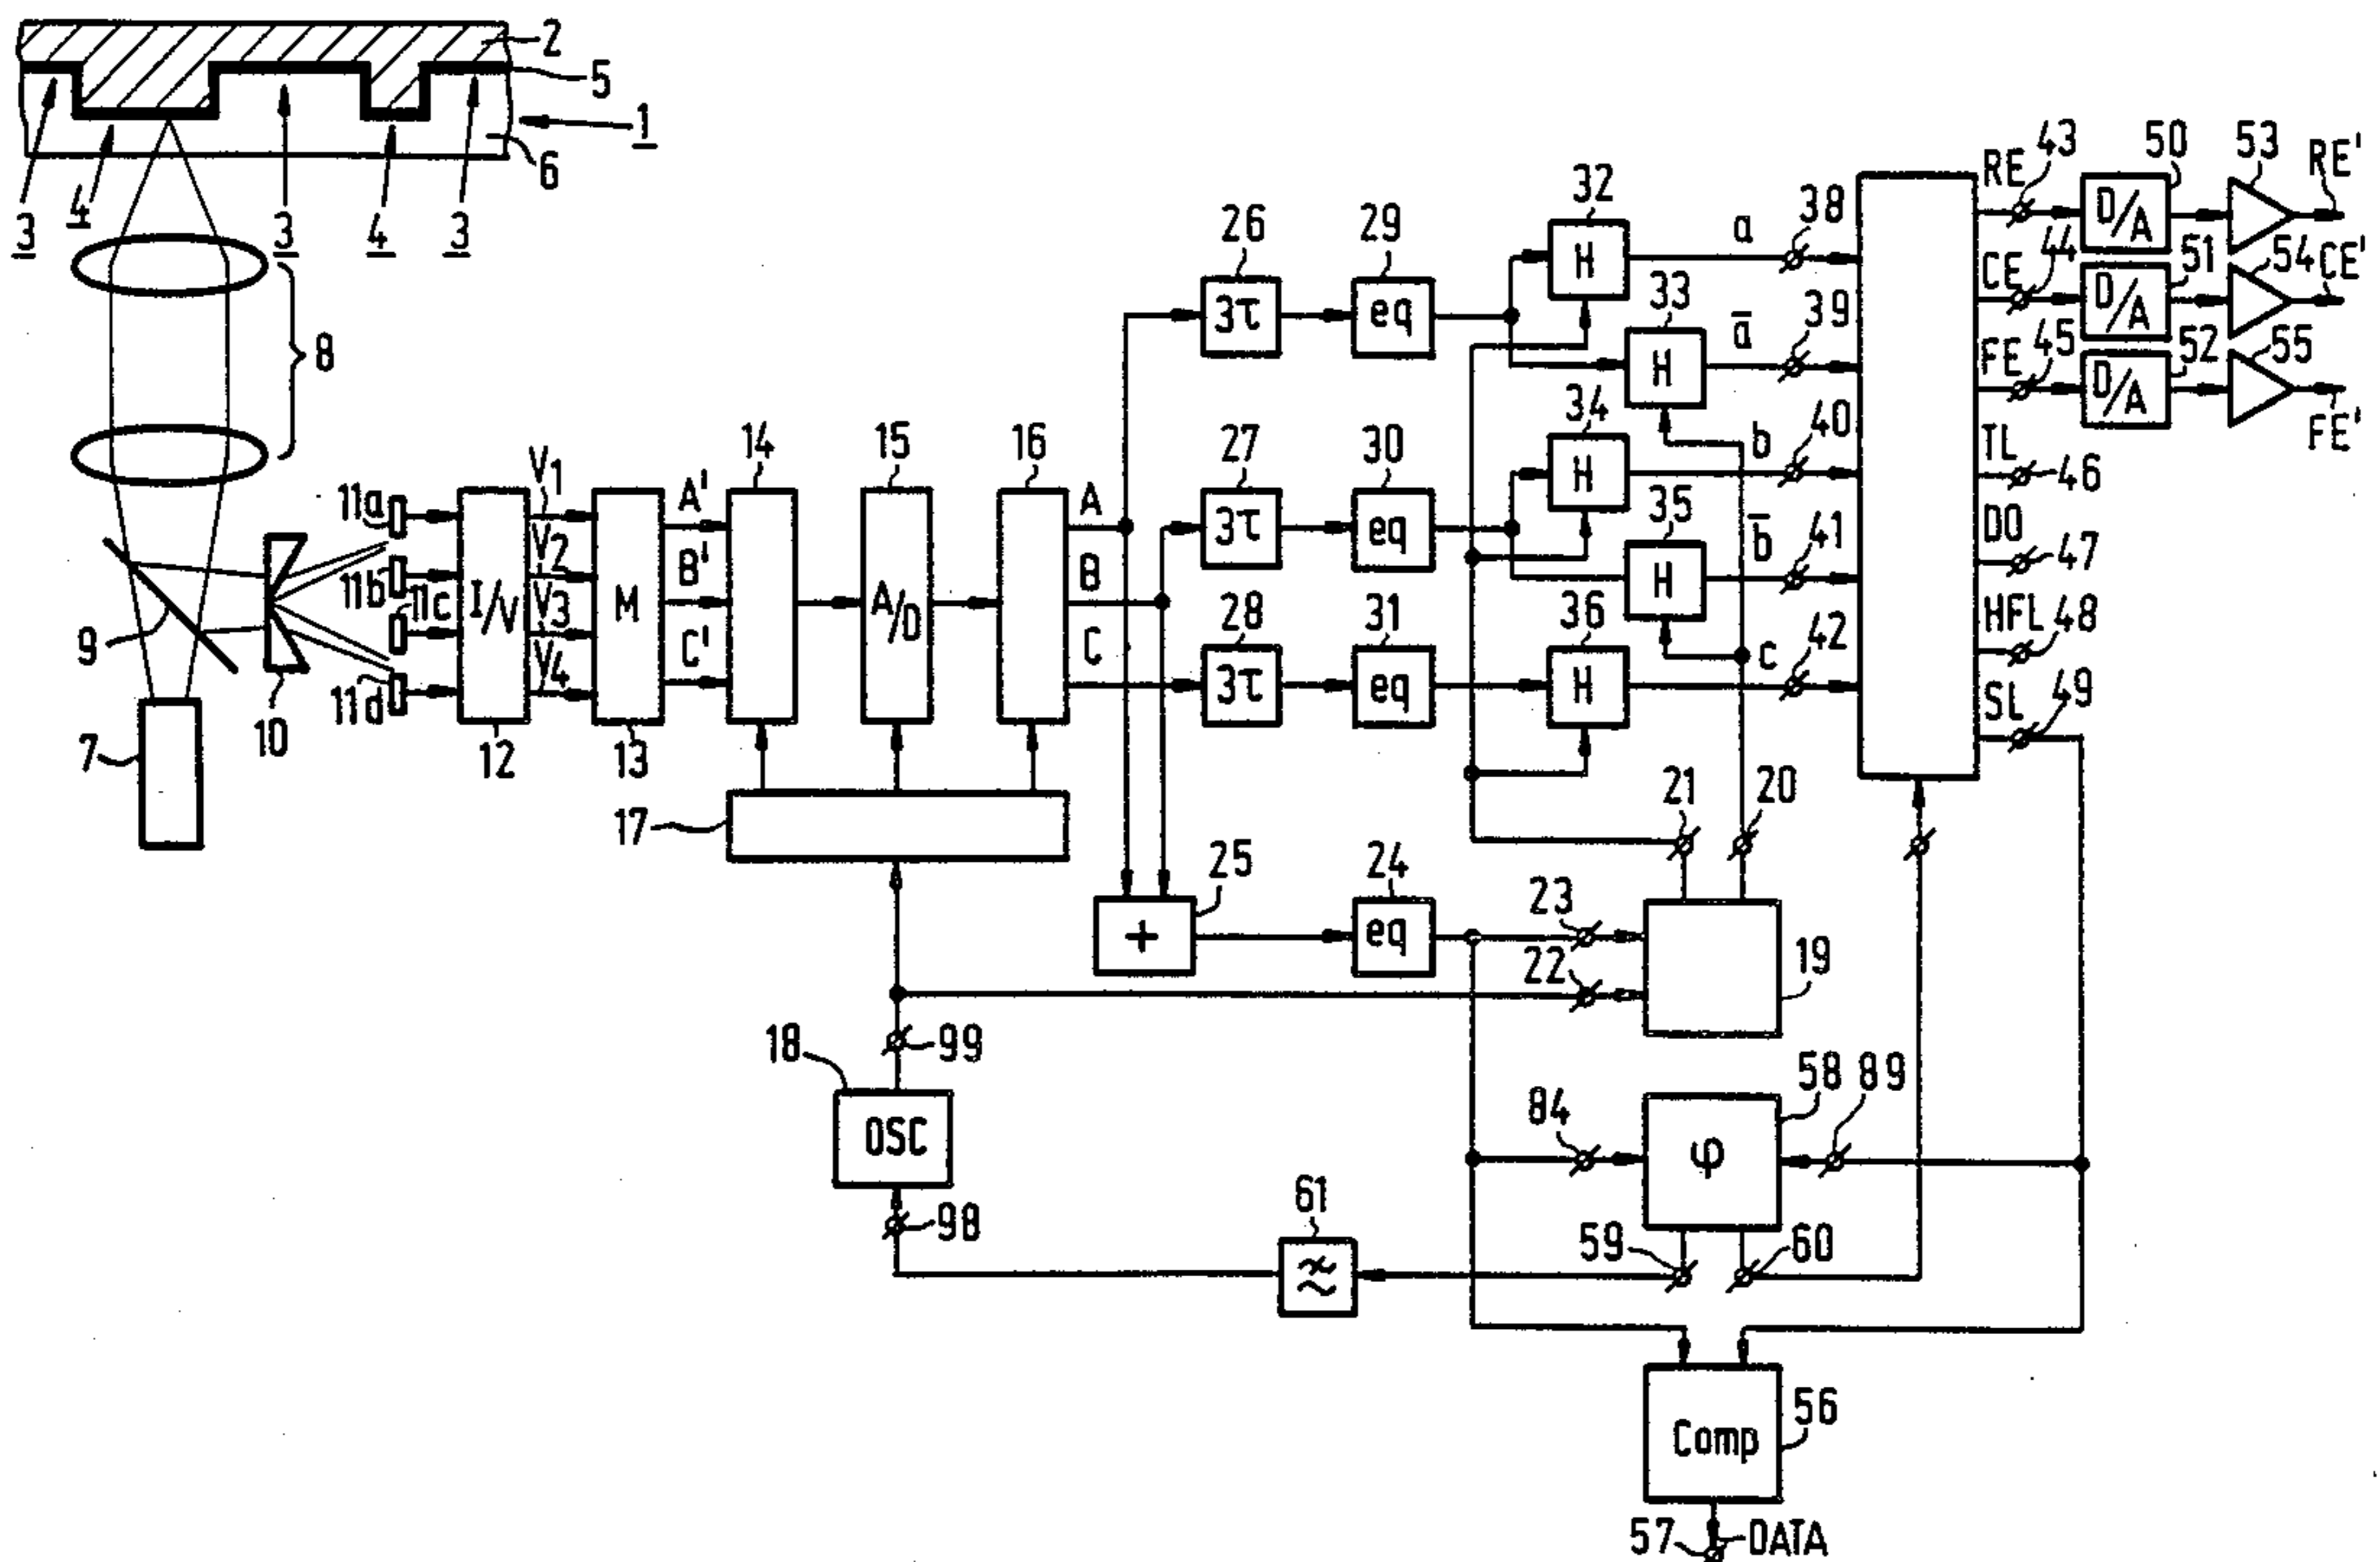 2
5
1
6
3
4
3
4
3
8
9
7
10
11a
11b
11c
11d
I/V
12
V1
V2
V3
V4
M
13
A'
B'
C'
14
15
A/D
16
A
B
C
17
18
OSC
99
98
26
3τ
27
3τ
28
3τ
29
eq
30
eq
31
eq
32
H
33
H
34
H
35
H
36
H
a
38
a̅
39
b
40
b̅
41
c
42
21
20
25
+
24
eq
23
22
19
84
φ
58
89
59
60
61
Comp
56
57
DATA
RE
43
CE
44
FE
45
TL
46
DO
47
HFL
48
SL
49
50
D/A
51
D/A
52
D/A
53
54
55
RE'
CE'
FE'